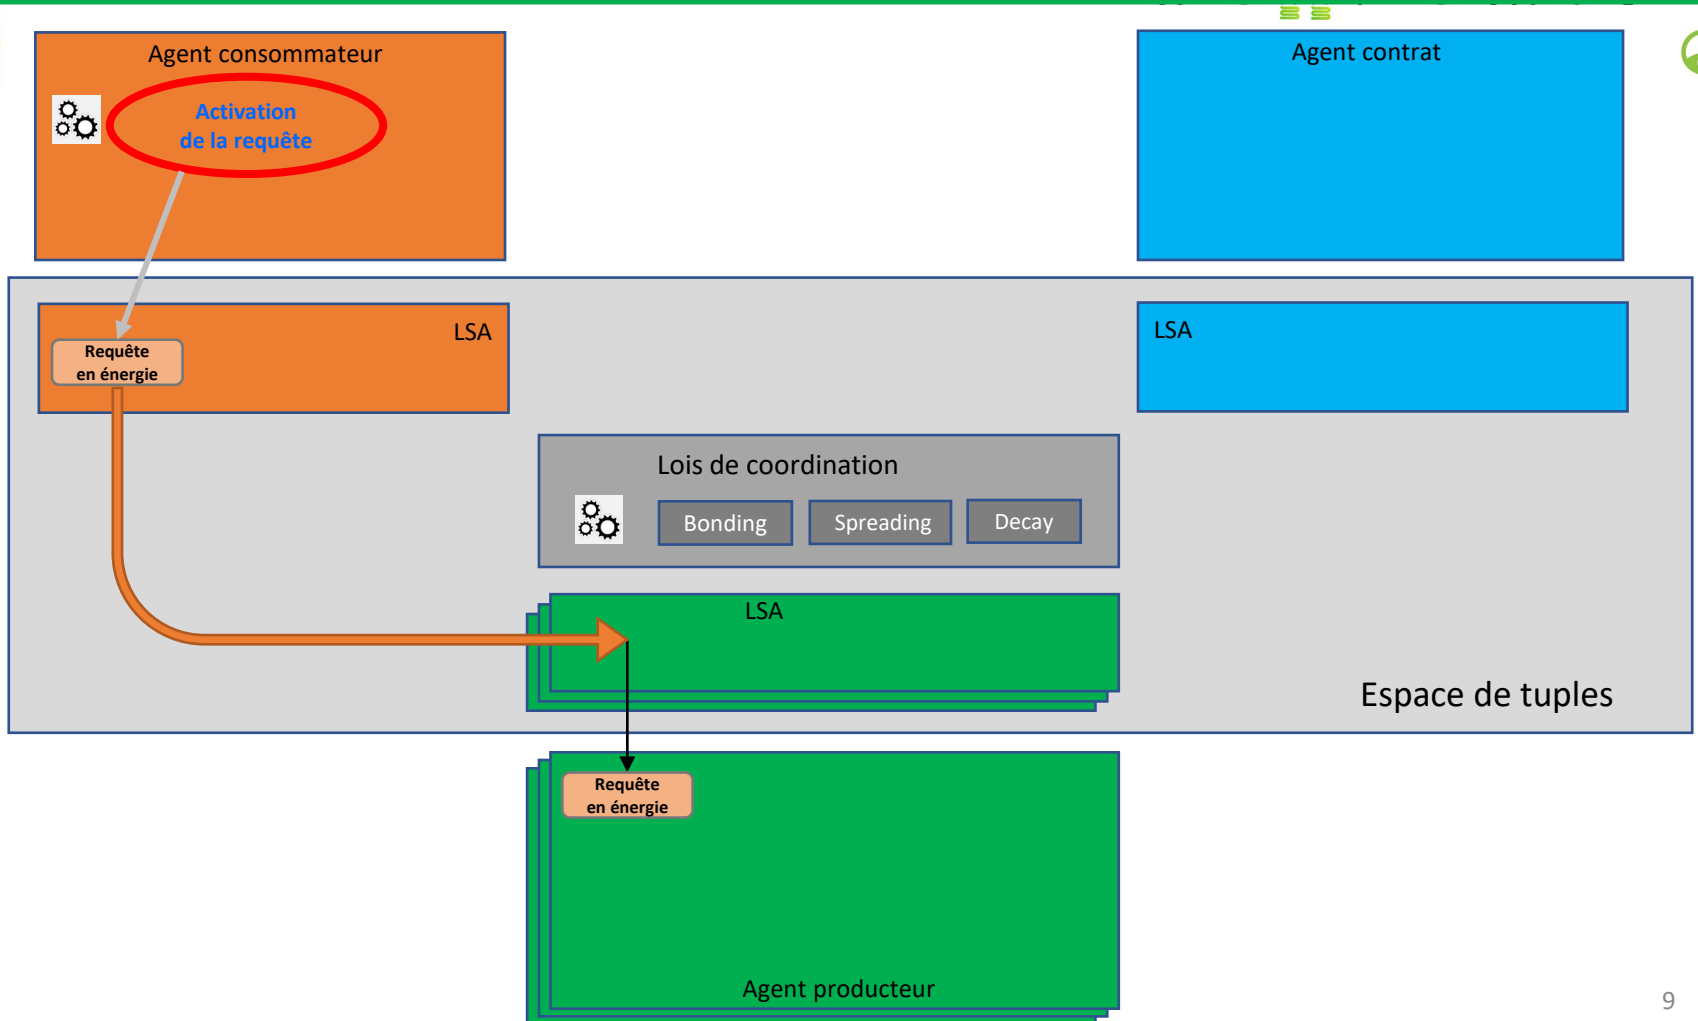 Agent consommateur
Activation
de la requête
Agent contrat
LSA
Requête
en énergie
LSA
Lois de coordination
Bonding
Spreading
Decay
LSA
Espace de tuples
Requête
en énergie
Agent producteur
9